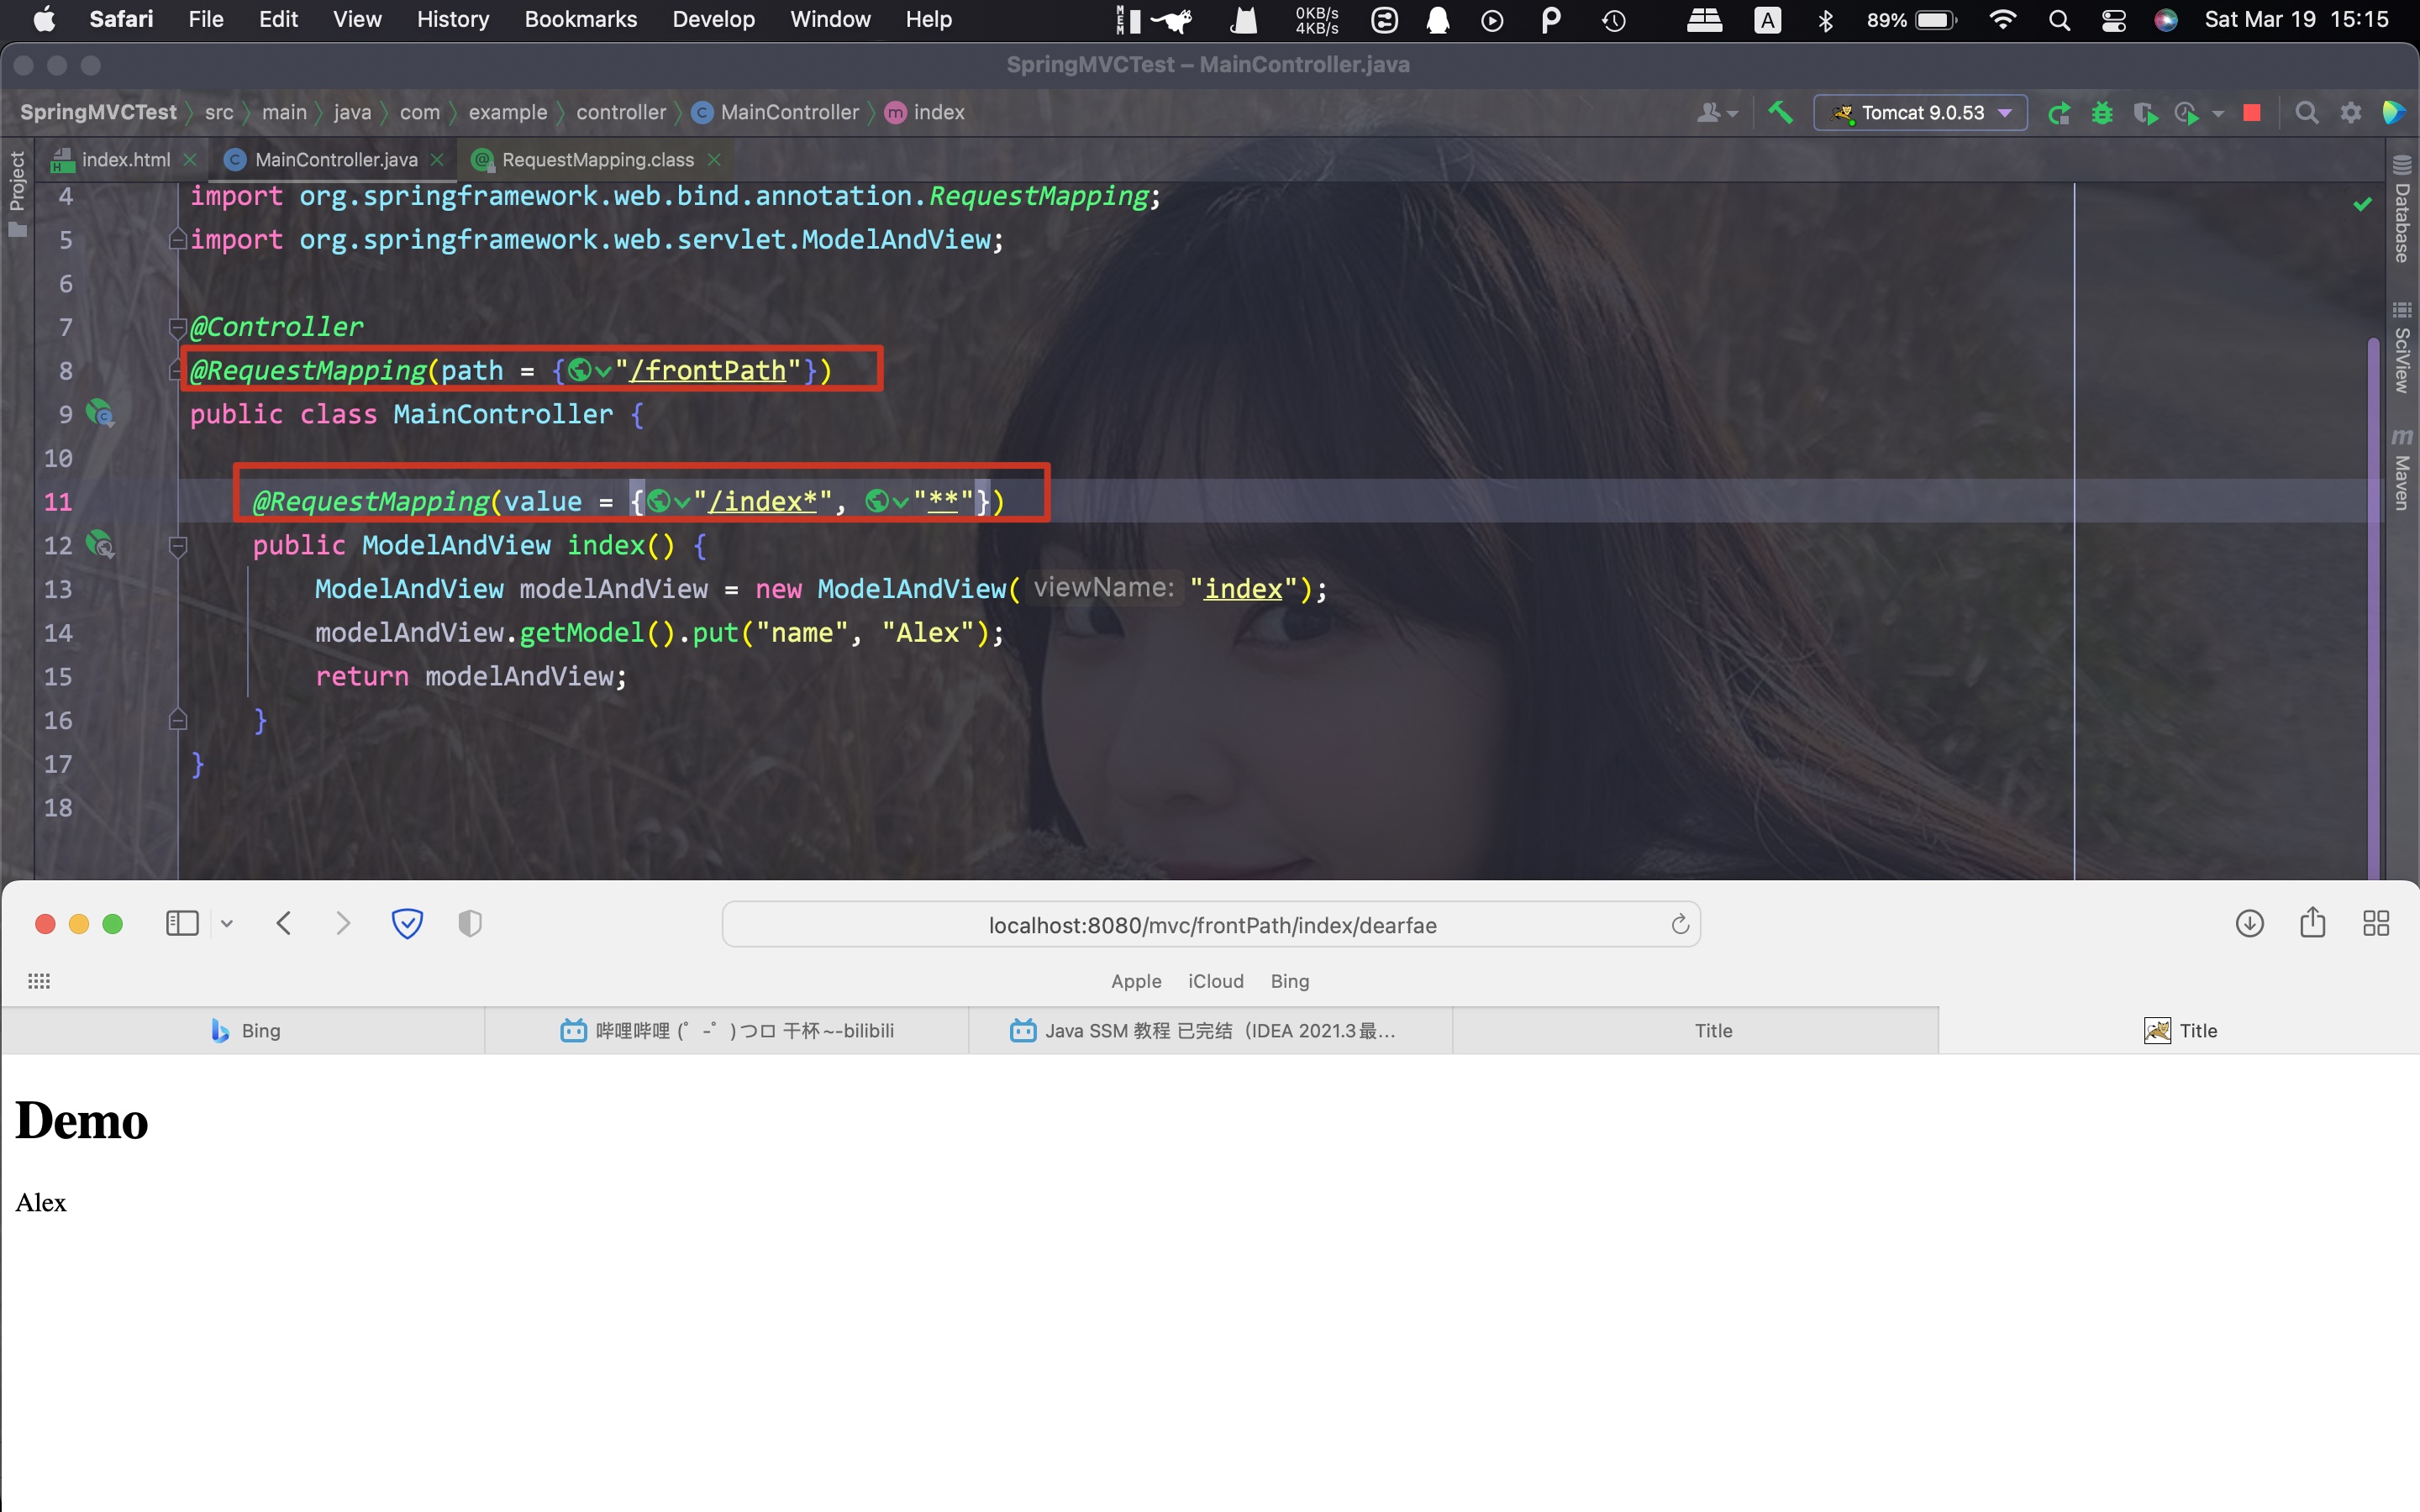 Safari File Edit View History Bookmarks Develop Window Help MEM 0KB/s 4KB/s A 89% Sat Mar 19 15:15
SpringMVCTest – MainController.java
SpringMVCTest src main java com example controller C MainController m index Tomcat 9.0.53
index.html C MainController.java @ RequestMapping.class
Project
Database
SciView
Maven
4 import org.springframework.web.bind.annotation.RequestMapping;
5 import org.springframework.web.servlet.ModelAndView;
6
7 @Controller
8 @RequestMapping(path = {"/frontPath"})
9 public class MainController {
10
11 @RequestMapping(value = {"/index*", "**"})
12 public ModelAndView index() {
13 ModelAndView modelAndView = new ModelAndView( viewName: "index");
14 modelAndView.getModel().put("name", "Alex");
15 return modelAndView;
16 }
17 }
18
localhost:8080/mvc/frontPath/index/dearfae
Apple iCloud Bing
Bing 哔哩哔哩 (゜-゜)つロ 干杯~-bilibili Java SSM 教程 已完结（IDEA 2021.3最... Title Title
Demo
Alex